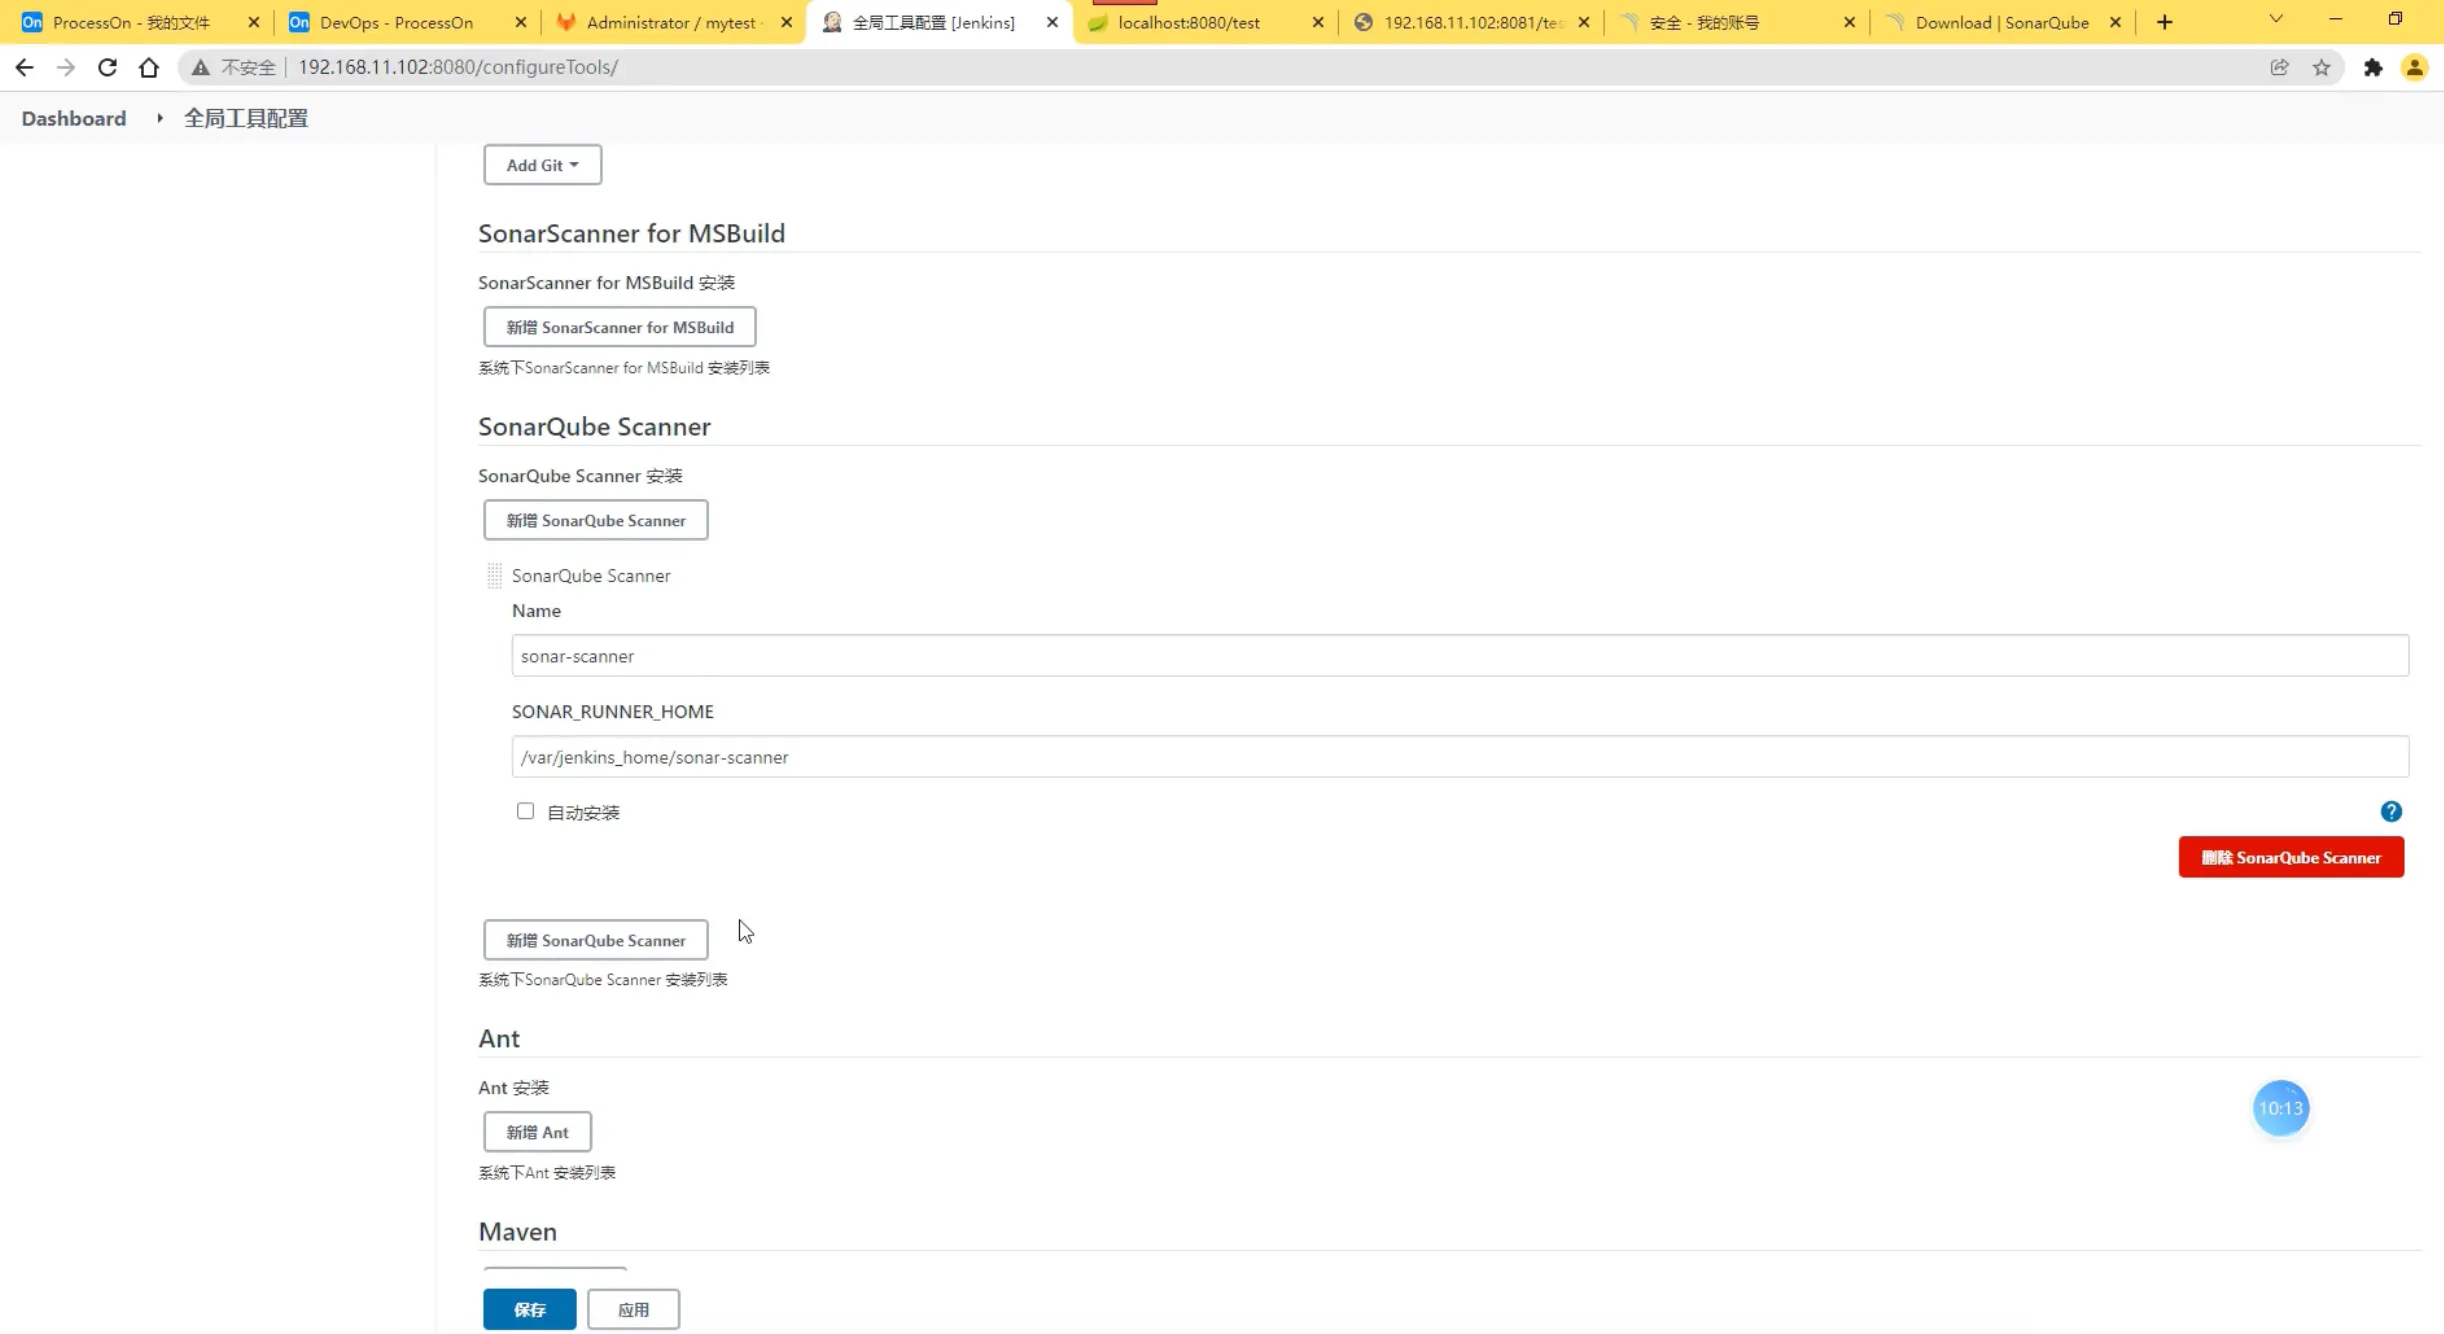 On ProcessOn - 我的文件
On DevOps - ProcessOn
Administrator / mytest ·
全局工具配置 [Jenkins]
localhost:8080/test
192.168.11.102:8081/tes
安全 - 我的账号
Download | SonarQube
不安全 192.168.11.102:8080/configureTools/
Dashboard 全局工具配置
Add Git
SonarScanner for MSBuild
SonarScanner for MSBuild 安装
新增 SonarScanner for MSBuild
系统下SonarScanner for MSBuild 安装列表
SonarQube Scanner
SonarQube Scanner 安装
新增 SonarQube Scanner
SonarQube Scanner
Name
sonar-scanner
SONAR_RUNNER_HOME
/var/jenkins_home/sonar-scanner
自动安装
?
删除 SonarQube Scanner
新增 SonarQube Scanner
系统下SonarQube Scanner 安装列表
Ant
Ant 安装
10:13
新增 Ant
系统下Ant 安装列表
Maven
保存
应用